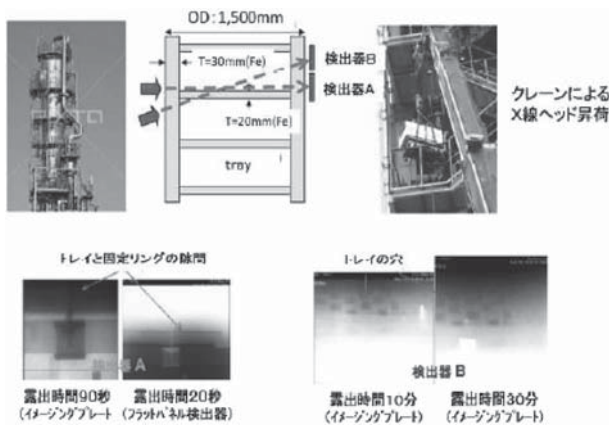 OD:1,500mm
T=30mm(Fe)
検出器B
検出器A
T=20mm(Fe)
tray
クレーンによる
X線ヘッド昇荷
トレイと固定リングの隙間
トレイの穴
検出器 A
検出器 B
露出時間90秒
(イメージングプレート
露出時間20秒
(フラットパネル検出器)
露出時間10分
(イメージングプレート)
露出時間30分
(イメージングプレート)